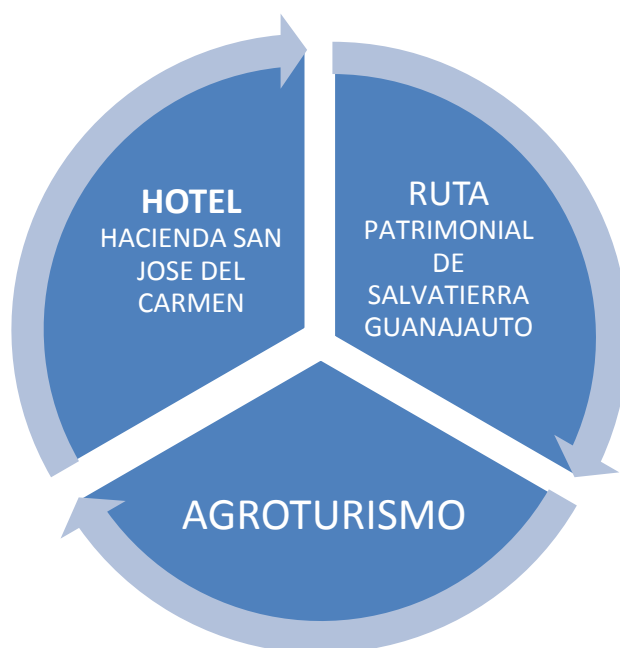 HOTEL
HACIENDA SAN
JOSE DEL
CARMEN
RUTA
PATRIMONIAL
DE
SALVATIERRA
GUANAJAUTO
AGROTURISMO